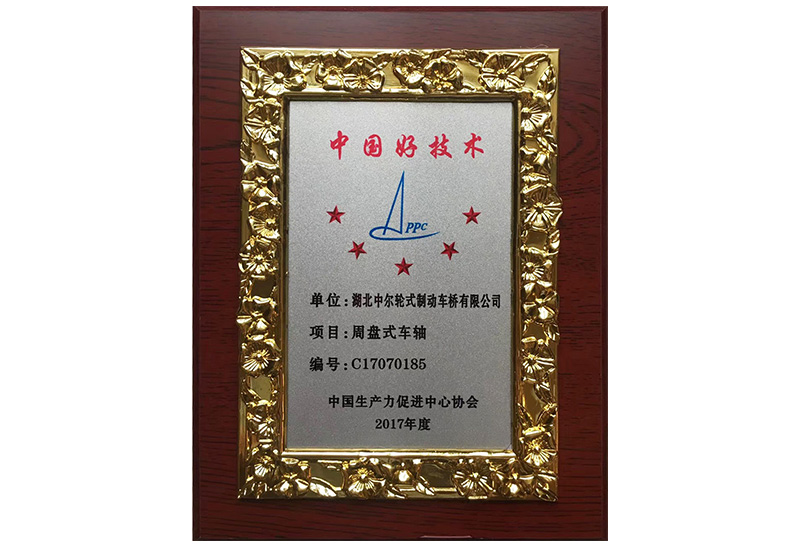 中国好技术
PPC
单位：湖北中尔轮式制动车桥有限公司
项目：周盘式车轴
编号：C17070185
中国生产力促进中心协会
2017年度